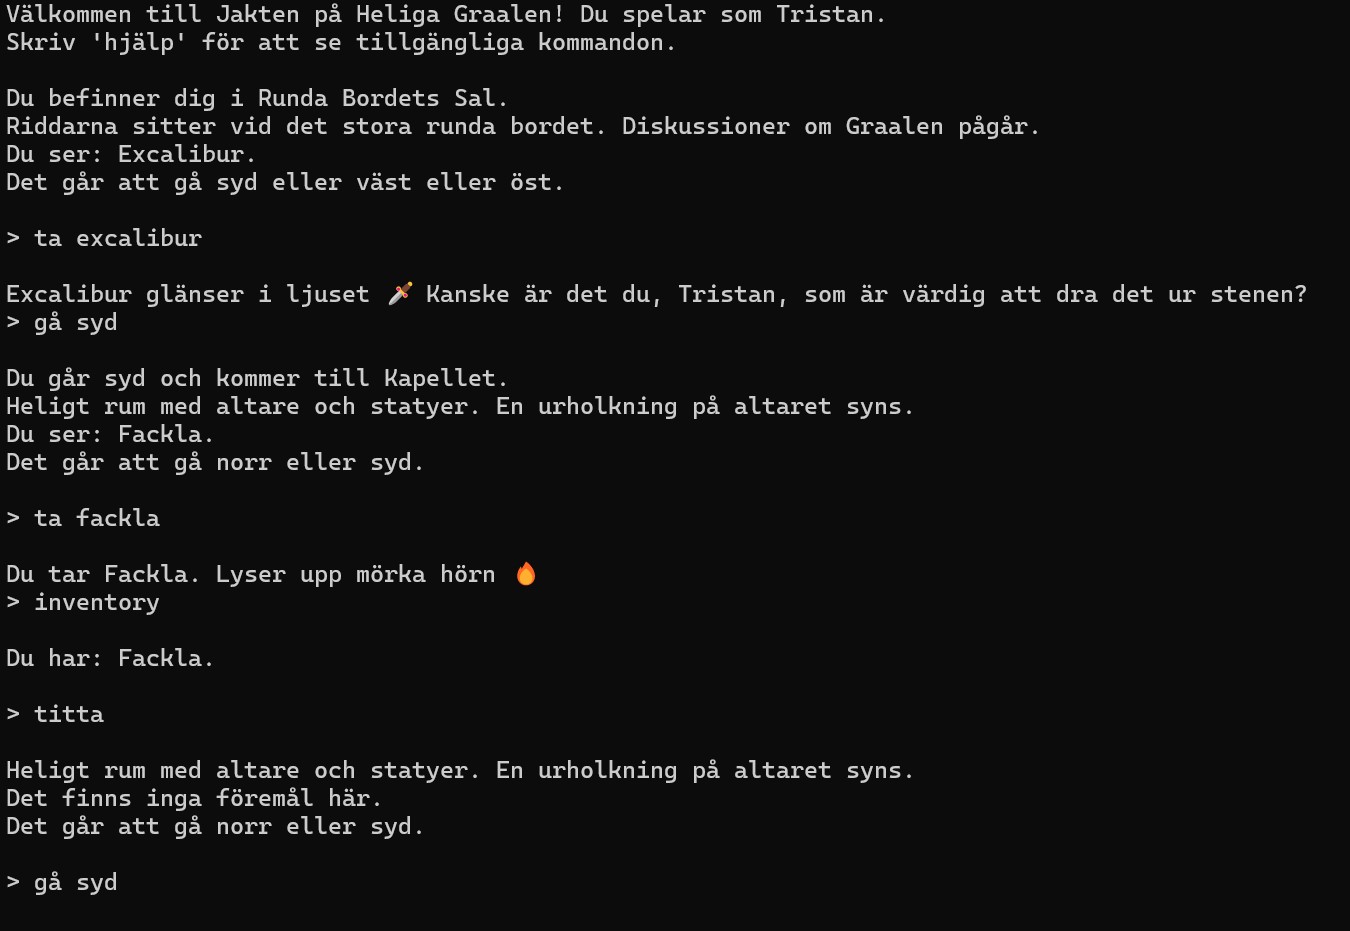 Välkommen till Jakten på Heliga Graalen! Du spelar som Tristan.
Skriv 'hjälp' för att se tillgängliga kommandon.
Du befinner dig i Runda Bordets Sal.
Riddarna sitter vid det stora runda bordet. Diskussioner om Graalen pågår.
Du ser: Excalibur.
Det går att gå syd eller väst eller öst.
> ta excalibur
Excalibur glänser i ljuset 🗡️ Kanske är det du, Tristan, som är värdig att dra det ur stenen?
> gå syd
Du går syd och kommer till Kapellet.
Heligt rum med altare och statyer. En urholkning på altaret syns.
Du ser: Fackla.
Det går att gå norr eller syd.
> ta fackla
Du tar Fackla. Lyser upp mörka hörn 🔥
> inventory
Du har: Fackla.
> titta
Heligt rum med altare och statyer. En urholkning på altaret syns.
Det finns inga föremål här.
Det går att gå norr eller syd.
> gå syd